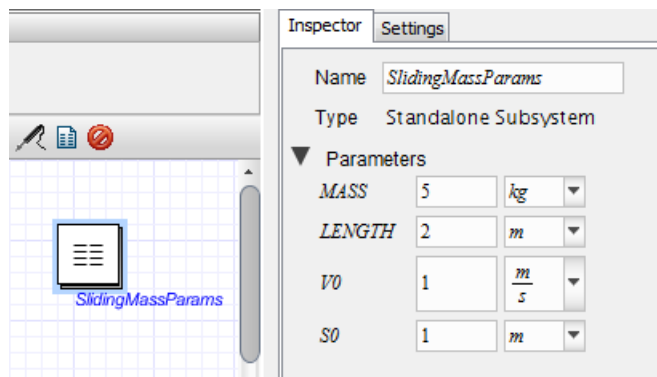 Inspector Settings
Name SlidingMassParams
Type Standalone Subsystem
Parameters
MASS 5 kg
LENGTH 2 m
V0 1 m/s
S0 1 m
SlidingMassParams